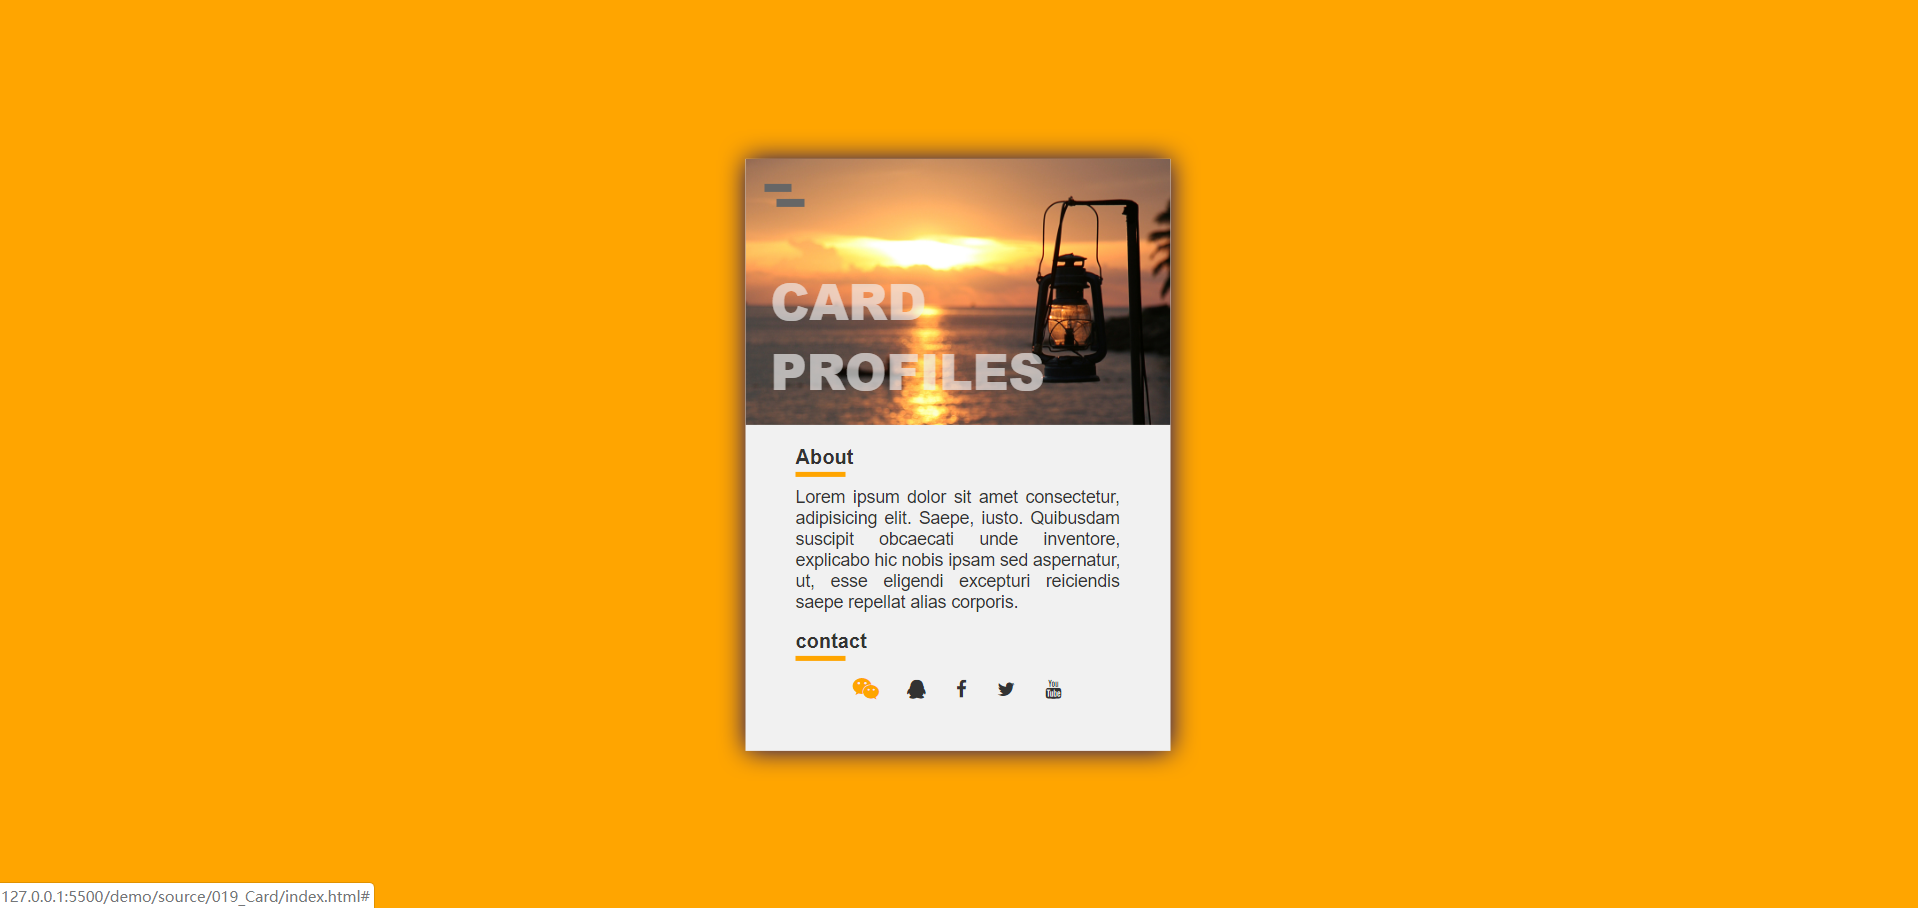 CARD
PROFILES
About
Lorem ipsum dolor sit amet consectetur,
adipisicing elit. Saepe, iusto. Quibusdam
suscipit obcaecati unde inventore,
explicabo hic nobis ipsam sed aspernatur,
ut, esse eligendi excepturi reiciendis
saepe repellat alias corporis.
contact
You
Tube
127.0.0.1:5500/demo/source/019_Card/index.html#